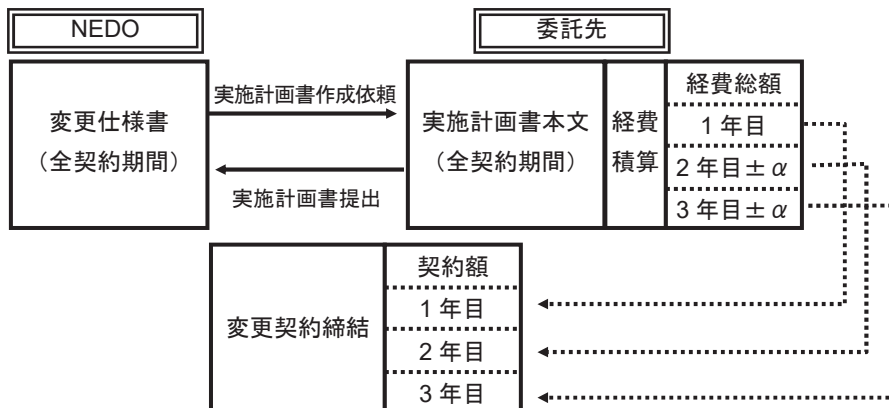 NEDO
委託先
変更仕様書
（全契約期間）
実施計画書作成依頼
実施計画書提出
実施計画書本文
（全契約期間）
経費
積算
経費総額
1 年目
2 年目± α
3 年目± α
変更契約締結
契約額
1 年目
2 年目
3 年目